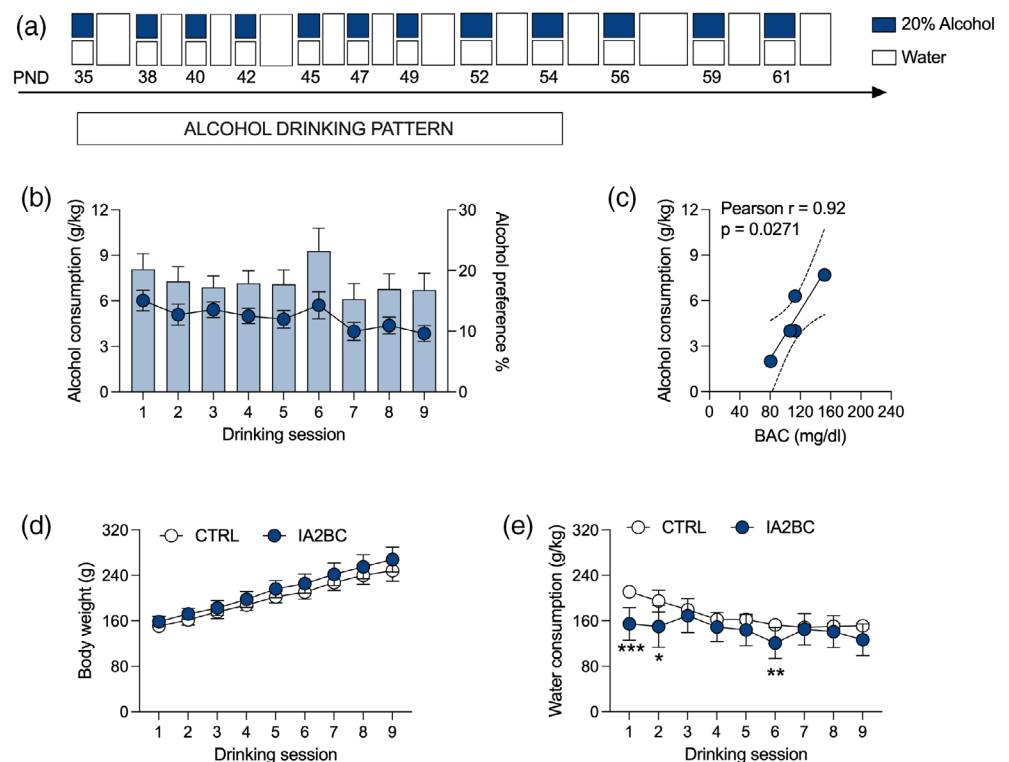 (a)
20% Alcohol
Water
PND 35 38 40 42 45 47 49 52 54 56 59 61
ALCOHOL DRINKING PATTERN
(b)
Alcohol consumption (g/kg)
12
9
6
3
0
30
20
10
0
Alcohol preference %
1 2 3 4 5 6 7 8 9
Drinking session
(c)
Alcohol consumption (g/kg)
Pearson r = 0.92
p = 0.0271
12
9
6
3
0
0 40 80 120 160 200 240
BAC (mg/dl)
(d)
Body weight (g)
CTRL IA2BC
320
240
160
80
0
1 2 3 4 5 6 7 8 9
Drinking session
(e)
Water consumption (g/kg)
CTRL IA2BC
320
240
160
80
0
*** * **
1 2 3 4 5 6 7 8 9
Drinking session